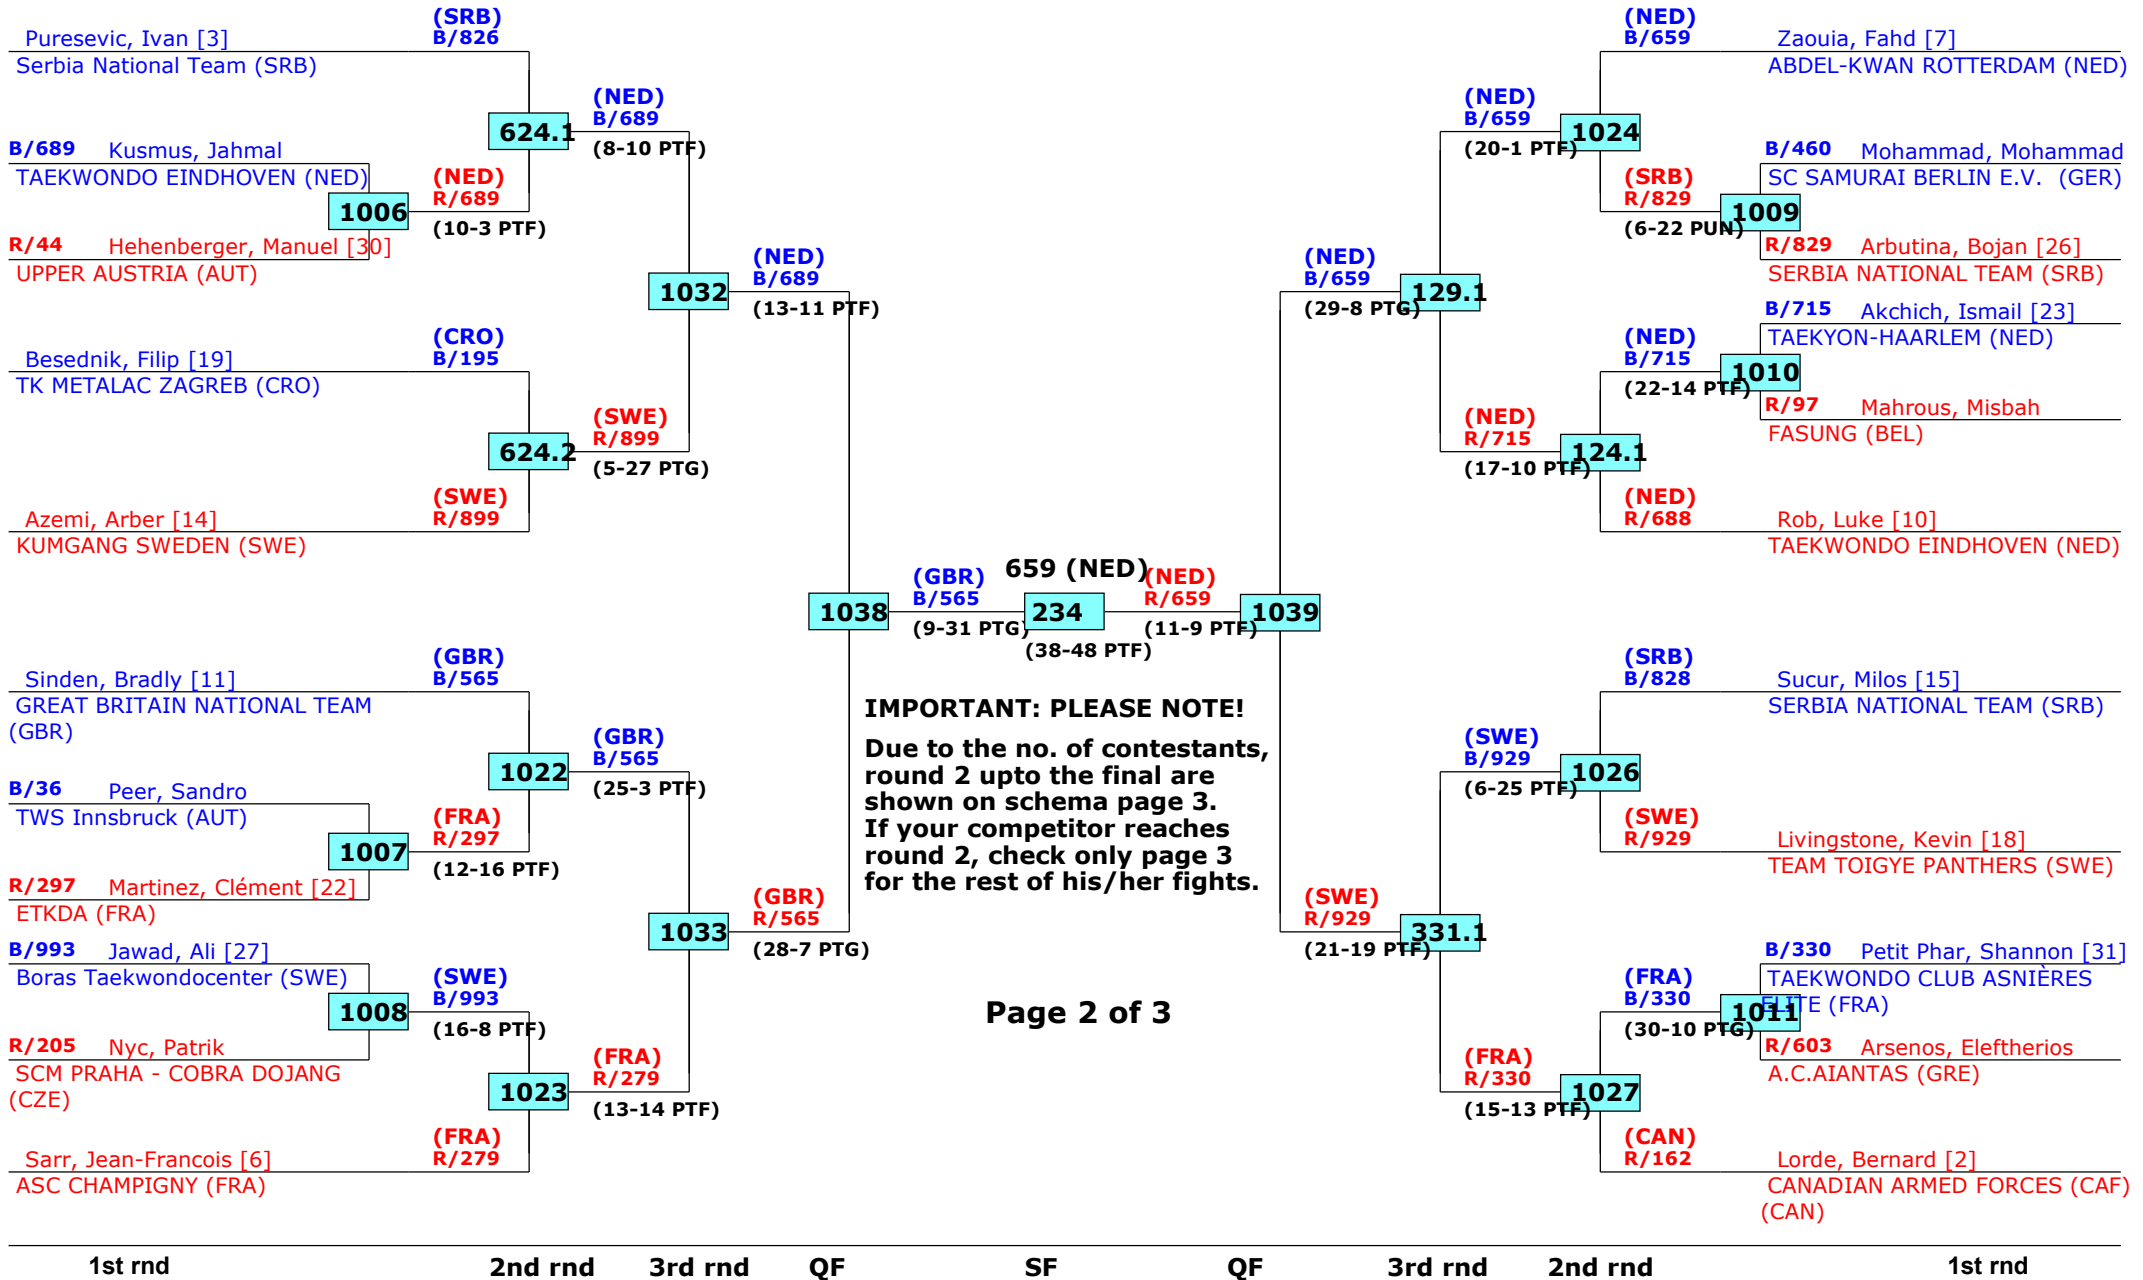 (SRB)
B/826
Puresevic, Ivan [3]
Serbia National Team (SRB)
624.1
(NED)
B/689
(8-10 PTF)
B/689 Kusmus, Jahmal
TAEKWONDO EINDHOVEN (NED)
1006
(NED)
R/689
(10-3 PTF)
R/44 Hehenberger, Manuel [30]
UPPER AUSTRIA (AUT)
1032
(NED)
B/689
(13-11 PTF)
(CRO)
B/195
Besednik, Filip [19]
TK METALAC ZAGREB (CRO)
624.2
(SWE)
R/899
(5-27 PTG)
(SWE)
R/899
Azemi, Arber [14]
KUMGANG SWEDEN (SWE)
1038
(GBR)
B/565
(9-31 PTG)
659 (NED)
234
(38-48 PTF)
(NED)
R/659
(11-9 PTF)
1039
(GBR)
B/565
Sinden, Bradly [11]
GREAT BRITAIN NATIONAL TEAM
(GBR)
1022
(GBR)
B/565
(25-3 PTF)
B/36 Peer, Sandro
TWS Innsbruck (AUT)
1007
(FRA)
R/297
(12-16 PTF)
R/297 Martinez, Clément [22]
ETKDA (FRA)
1033
(GBR)
R/565
(28-7 PTG)
B/993 Jawad, Ali [27]
Boras Taekwondocenter (SWE)
1008
(SWE)
B/993
(16-8 PTF)
R/205 Nyc, Patrik
SCM PRAHA - COBRA DOJANG
(CZE)
1023
(FRA)
R/279
(13-14 PTF)
(FRA)
R/279
Sarr, Jean-Francois [6]
ASC CHAMPIGNY (FRA)
IMPORTANT: PLEASE NOTE!
Due to the no. of contestants,
round 2 upto the final are
shown on schema page 3.
If your competitor reaches
round 2, check only page 3
for the rest of his/her fights.
Page 2 of 3
(NED)
B/659
Zaouia, Fahd [7]
ABDEL-KWAN ROTTERDAM (NED)
(NED)
B/659
(20-1 PTF)
1024
B/460 Mohammad, Mohammad
SC SAMURAI BERLIN E.V. (GER)
(SRB)
R/829
(6-22 PUN)
1009
R/829 Arbutina, Bojan [26]
SERBIA NATIONAL TEAM (SRB)
(NED)
B/659
(29-8 PTG)
129.1
B/715 Akchich, Ismail [23]
TAEKYON-HAARLEM (NED)
(NED)
B/715
(22-14 PTF)
1010
R/97 Mahrous, Misbah
FASUNG (BEL)
(NED)
R/715
(17-10 PTF)
124.1
(NED)
R/688
Rob, Luke [10]
TAEKWONDO EINDHOVEN (NED)
(SRB)
B/828
Sucur, Milos [15]
SERBIA NATIONAL TEAM (SRB)
(SWE)
B/929
(6-25 PTF)
1026
(SWE)
R/929
Livingstone, Kevin [18]
TEAM TOIGYE PANTHERS (SWE)
(SWE)
R/929
(21-19 PTF)
331.1
B/330 Petit Phar, Shannon [31]
TAEKWONDO CLUB ASNIÈRES
ELITE (FRA)
(FRA)
B/330
(30-10 PTG)
1011
R/603 Arsenos, Eleftherios
A.C.AIANTAS (GRE)
(FRA)
R/330
(15-13 PTF)
1027
(CAN)
R/162
Lorde, Bernard [2]
CANADIAN ARMED FORCES (CAF)
(CAN)
1st rnd 2nd rnd 3rd rnd QF SF QF 3rd rnd 2nd rnd 1st rnd